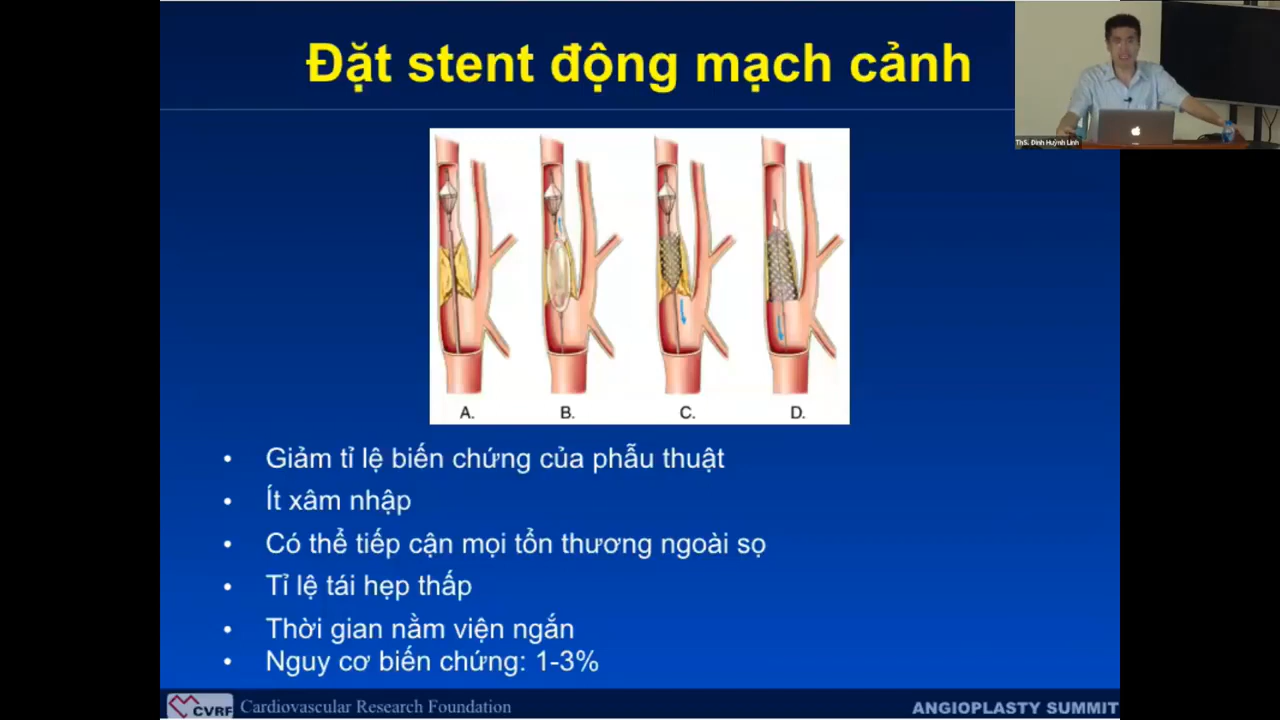 Đặt stent động mạch cảnh
ThS. Đinh Huỳnh Linh
A. B. C. D.
• Giảm tỉ lệ biến chứng của phẫu thuật
• Ít xâm nhập
• Có thể tiếp cận mọi tổn thương ngoài sọ
• Tỉ lệ tái hẹp thấp
• Thời gian nằm viện ngắn
• Nguy cơ biến chứng: 1-3%
CVRF Cardiovascular Research Foundation
ANGIOPLASTY SUMMIT